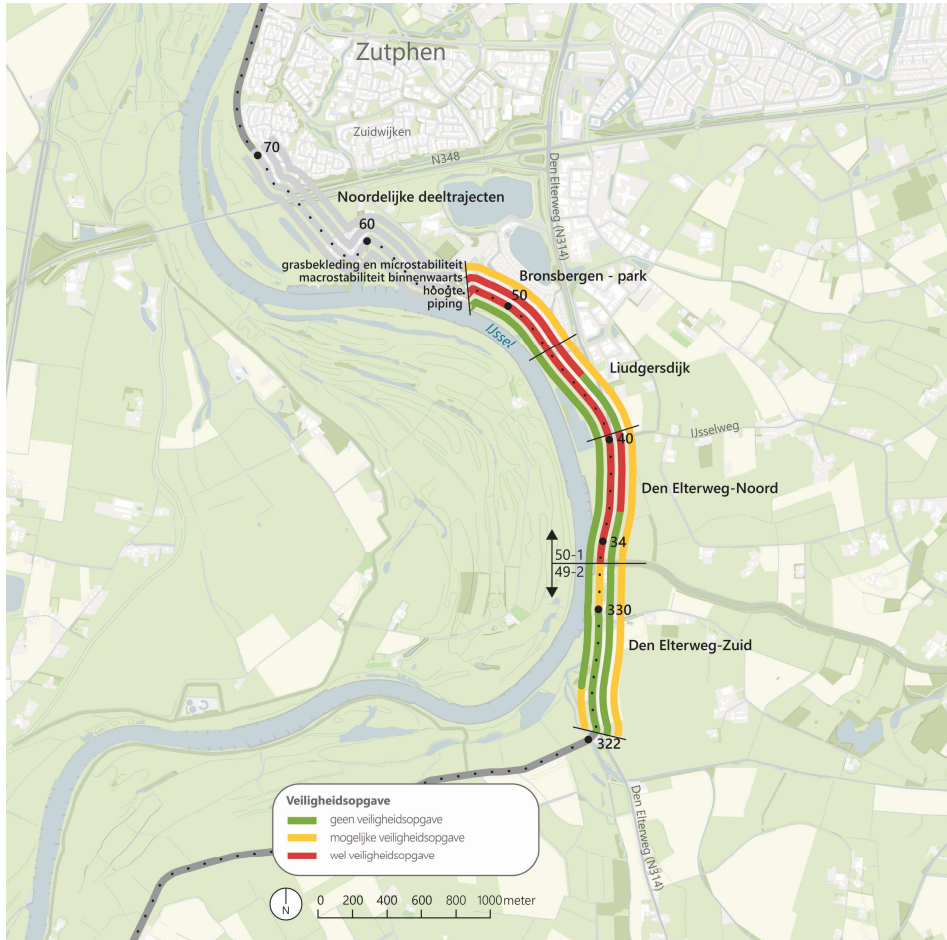 Zutphen
Zuidwijken
N348
Den Elterweg (N314)
70
Noordelijke deeltrajecten
60
grasbekleding en microstabiliteit
macrostabiliteit binnenwaarts
hoogte
piping
Bronsbergen - park
50
IJssel
Liudgersdijk
40
IJsselweg
Den Elterweg-Noord
34
50-1
49-2
330
Den Elterweg-Zuid
322
Den Elterweg (N314)
Veiligheidsopgave
geen veiligheidsopgave
mogelijke veiligheidsopgave
wel veiligheidsopgave
N
0 200 400 600 800 1000 meter